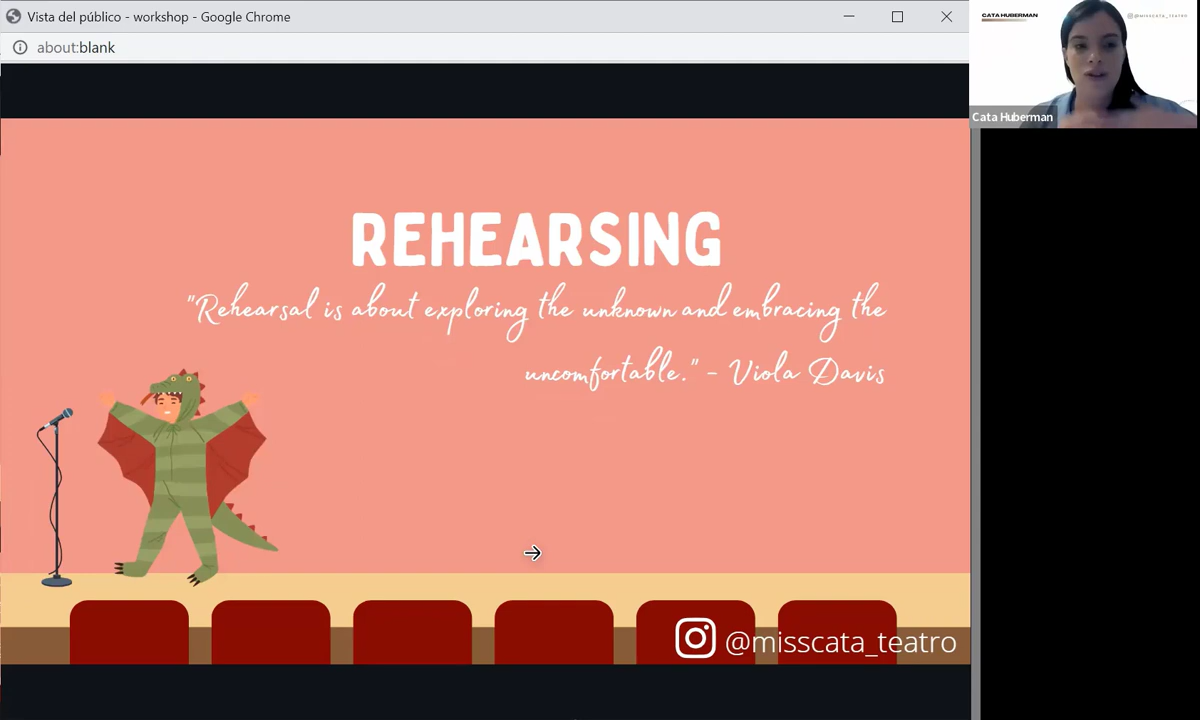 Vista del público - workshop - Google Chrome
about:blank
CATA HUBERMAN
@MISSCATA_TEATRO
Cata Huberman
REHEARSING
"Rehearsal is about exploring the unknown and embracing the
uncomfortable." - Viola Davis
@misscata_teatro